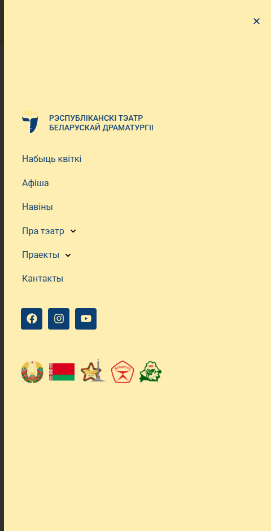 РЭСПУБЛІКАНСКІ ТЭАТР
БЕЛАРУСКАЙ ДРАМАТУРГІІ
Набыць квіткі
Афіша
Навіны
Пра тэатр
Праекты
Кантакты